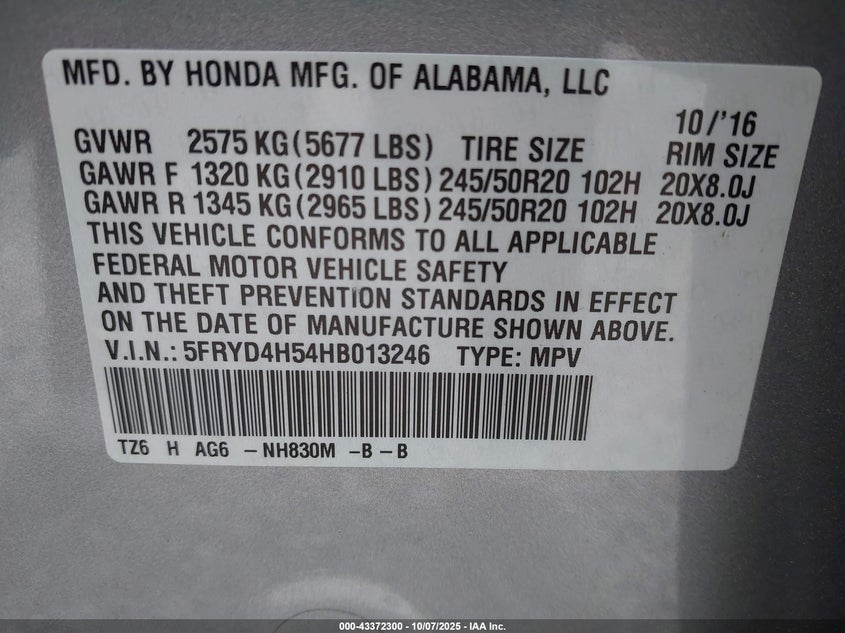 MFD. BY HONDA MFG. OF ALABAMA, LLC
10/'16
GVWR 2575 KG (5677 LBS) TIRE SIZE RIM SIZE
GAWR F 1320 KG (2910 LBS) 245/50R20 102H 20X8.0J
GAWR R 1345 KG (2965 LBS) 245/50R20 102H 20X8.0J
THIS VEHICLE CONFORMS TO ALL APPLICABLE
FEDERAL MOTOR VEHICLE SAFETY
AND THEFT PREVENTION STANDARDS IN EFFECT
ON THE DATE OF MANUFACTURE SHOWN ABOVE.
V.I.N.: 5FRYD4H54HB013246 TYPE: MPV
TZ6 H AG6 – NH830M – B – B
000-43372300 - 10/07/2025 - IAA Inc.